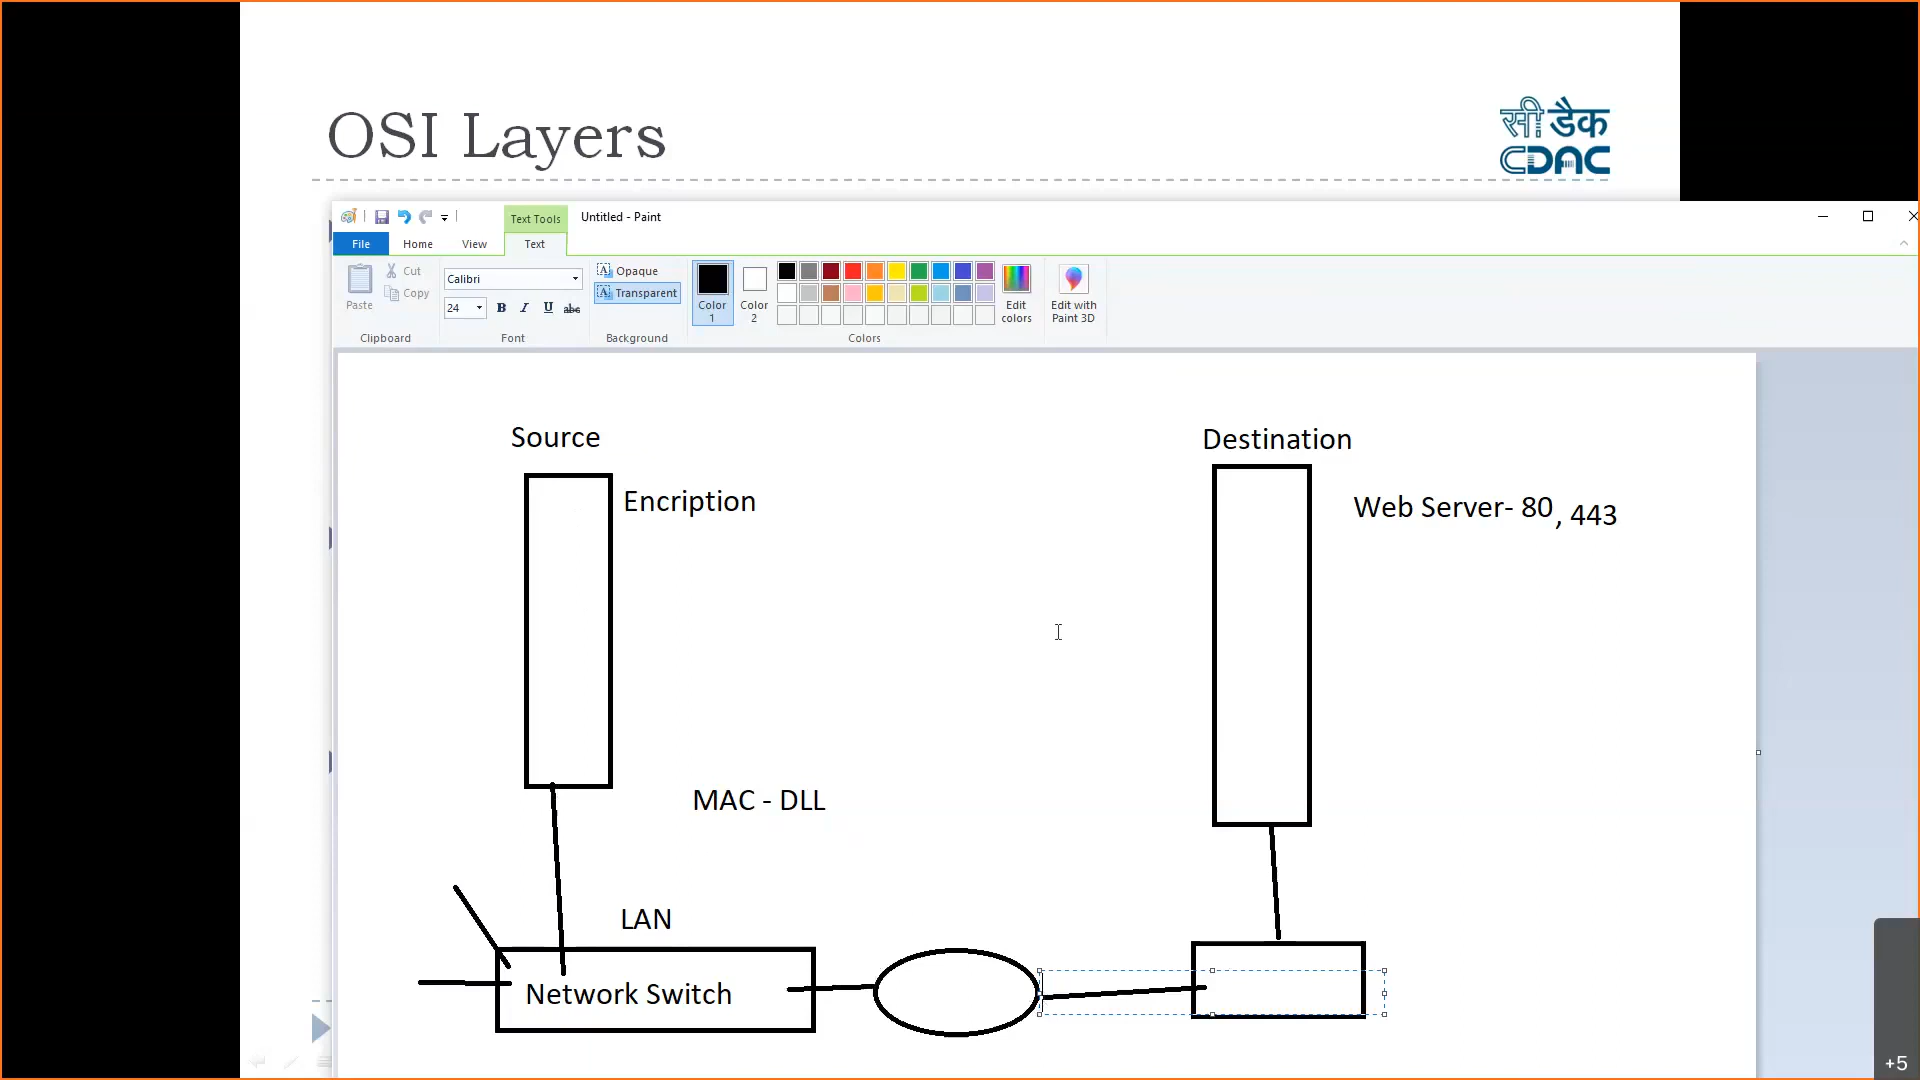 OSI Layers
सी डैक
CDAC
Text Tools
Untitled - Paint
File
Home
View
Text
Paste
Cut
Copy
Clipboard
Calibri
24
B I U abc
Font
Opaque
Transparent
Background
Color 1
Color 2
Edit colors
Colors
Edit with Paint 3D
Source
Destination
Encription
Web Server- 80, 443
MAC - DLL
LAN
Network Switch
+5